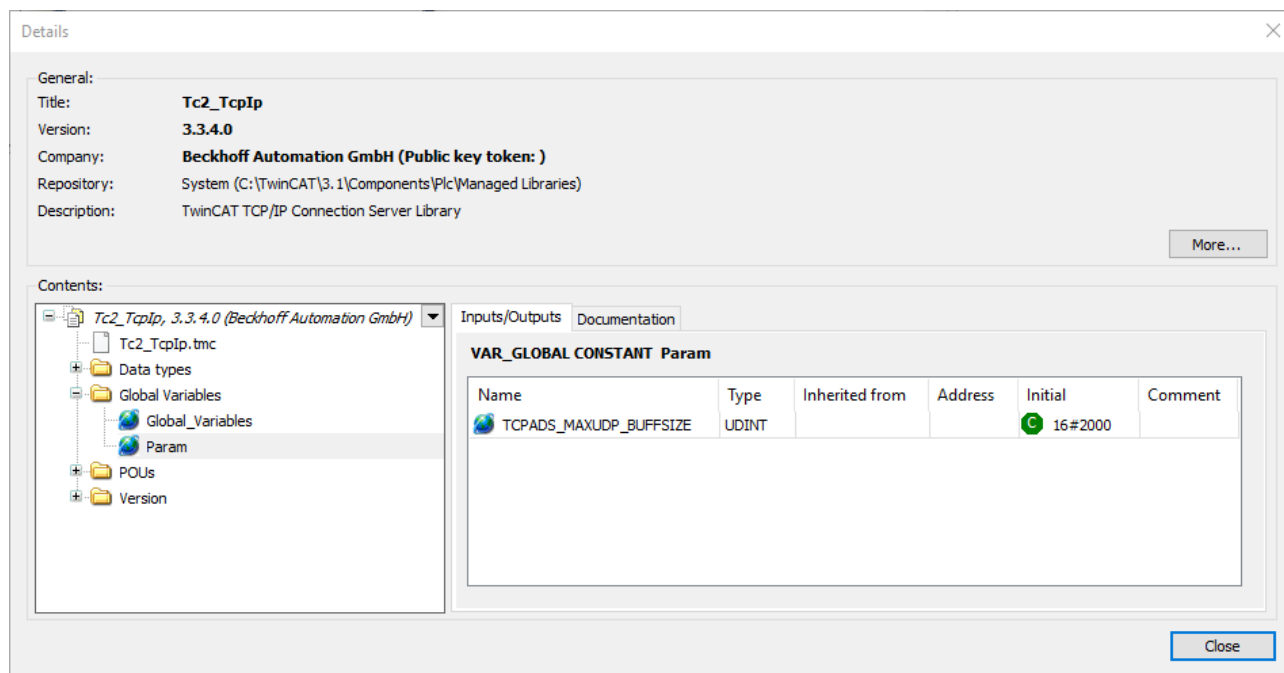 Details
General:
Title: Tc2_TcpIp
Version: 3.3.4.0
Company: Beckhoff Automation GmbH (Public key token: )
Repository: System (C:\TwinCAT\3.1\Components\Plc\Managed Libraries)
Description: TwinCAT TCP/IP Connection Server Library
More...
Contents:
Tc2_TcpIp, 3.3.4.0 (Beckhoff Automation GmbH)
Tc2_TcpIp.tmc
Data types
Global Variables
Global_Variables
Param
POUs
Version
Inputs/Outputs Documentation
VAR_GLOBAL CONSTANT Param
Name Type Inherited from Address Initial Comment
TCPADS_MAXUDP_BUFFSIZE UDINT C 16#2000
Close